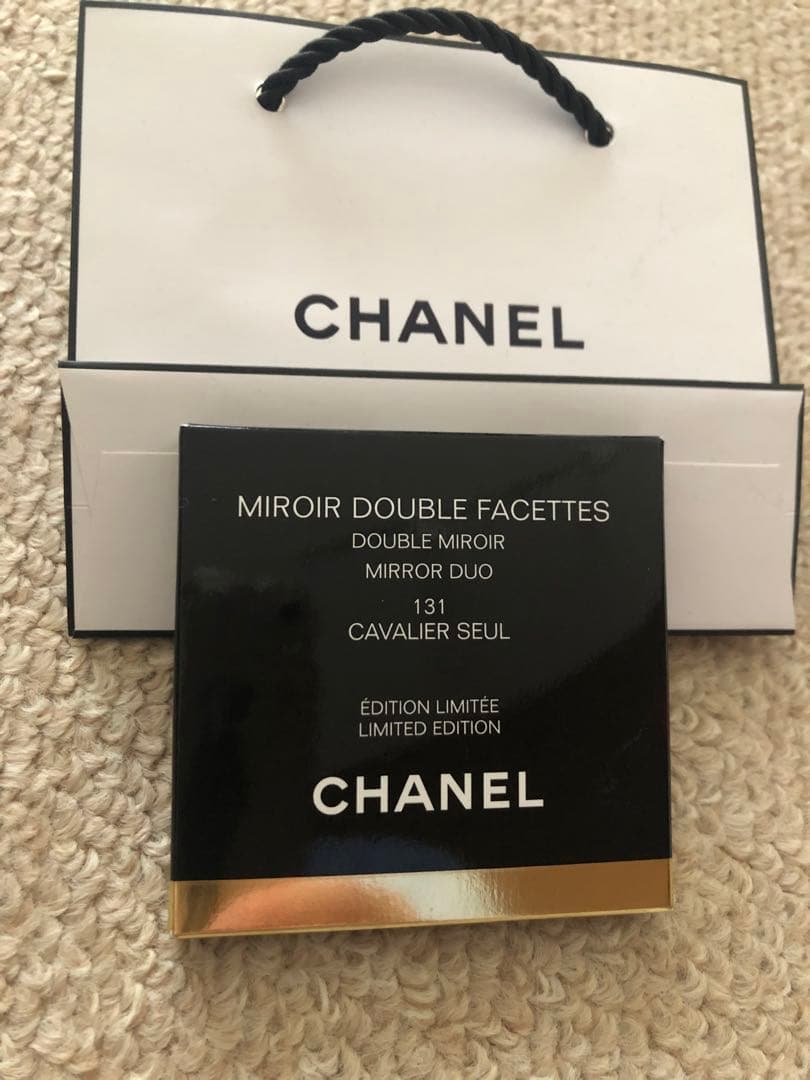 CHANEL
MIROIR DOUBLE FACETTES
DOUBLE MIROIR
MIRROR DUO
131
CAVALIER SEUL
ÉDITION LIMITÉE
LIMITED EDITION
CHANEL